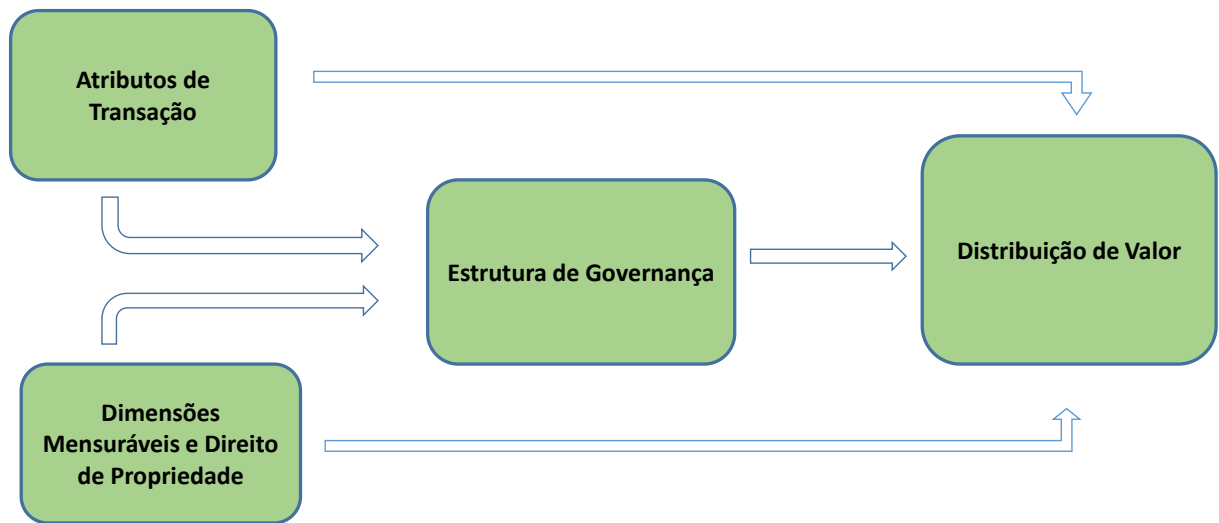 Atributos de
Transação
Estrutura de Governança
Distribuição de Valor
Dimensões
Mensuráveis e Direito
de Propriedade